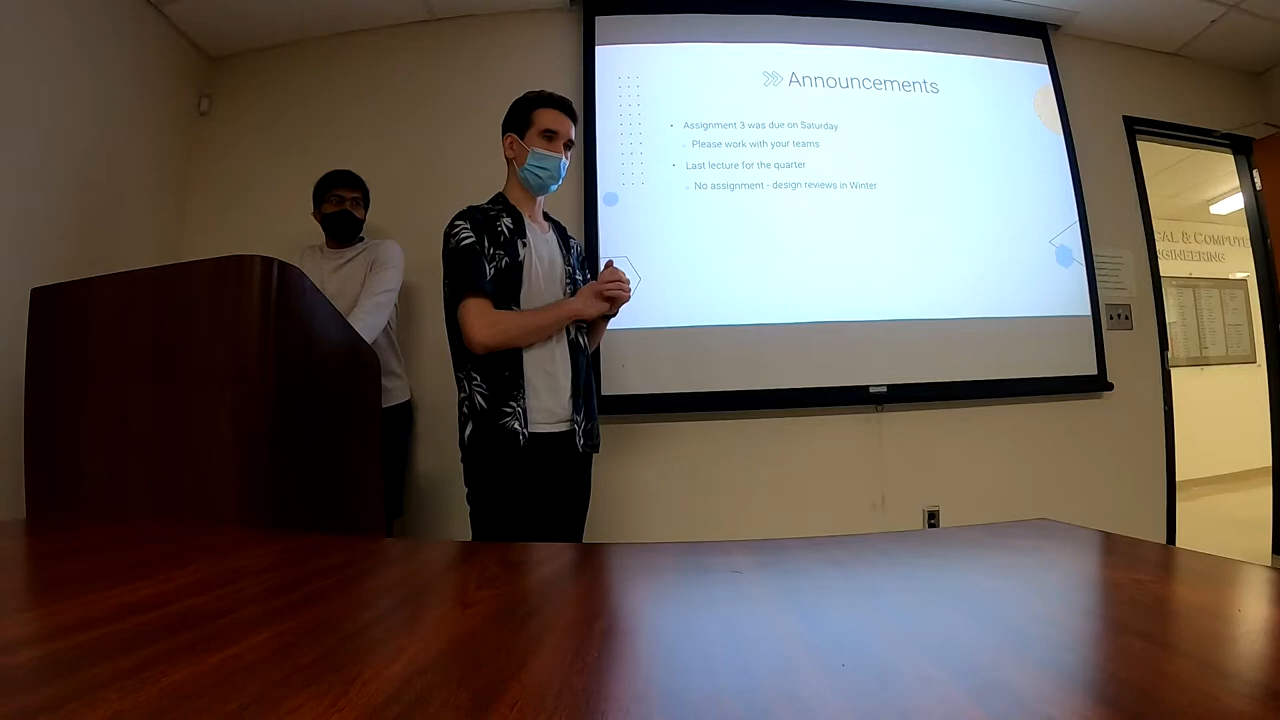 Announcements
• Assignment 3 was due on Saturday
◦ Please work with your teams
• Last lecture for the quarter
◦ No assignment - design reviews in Winter
CAL & COMPUTE
GINEERING